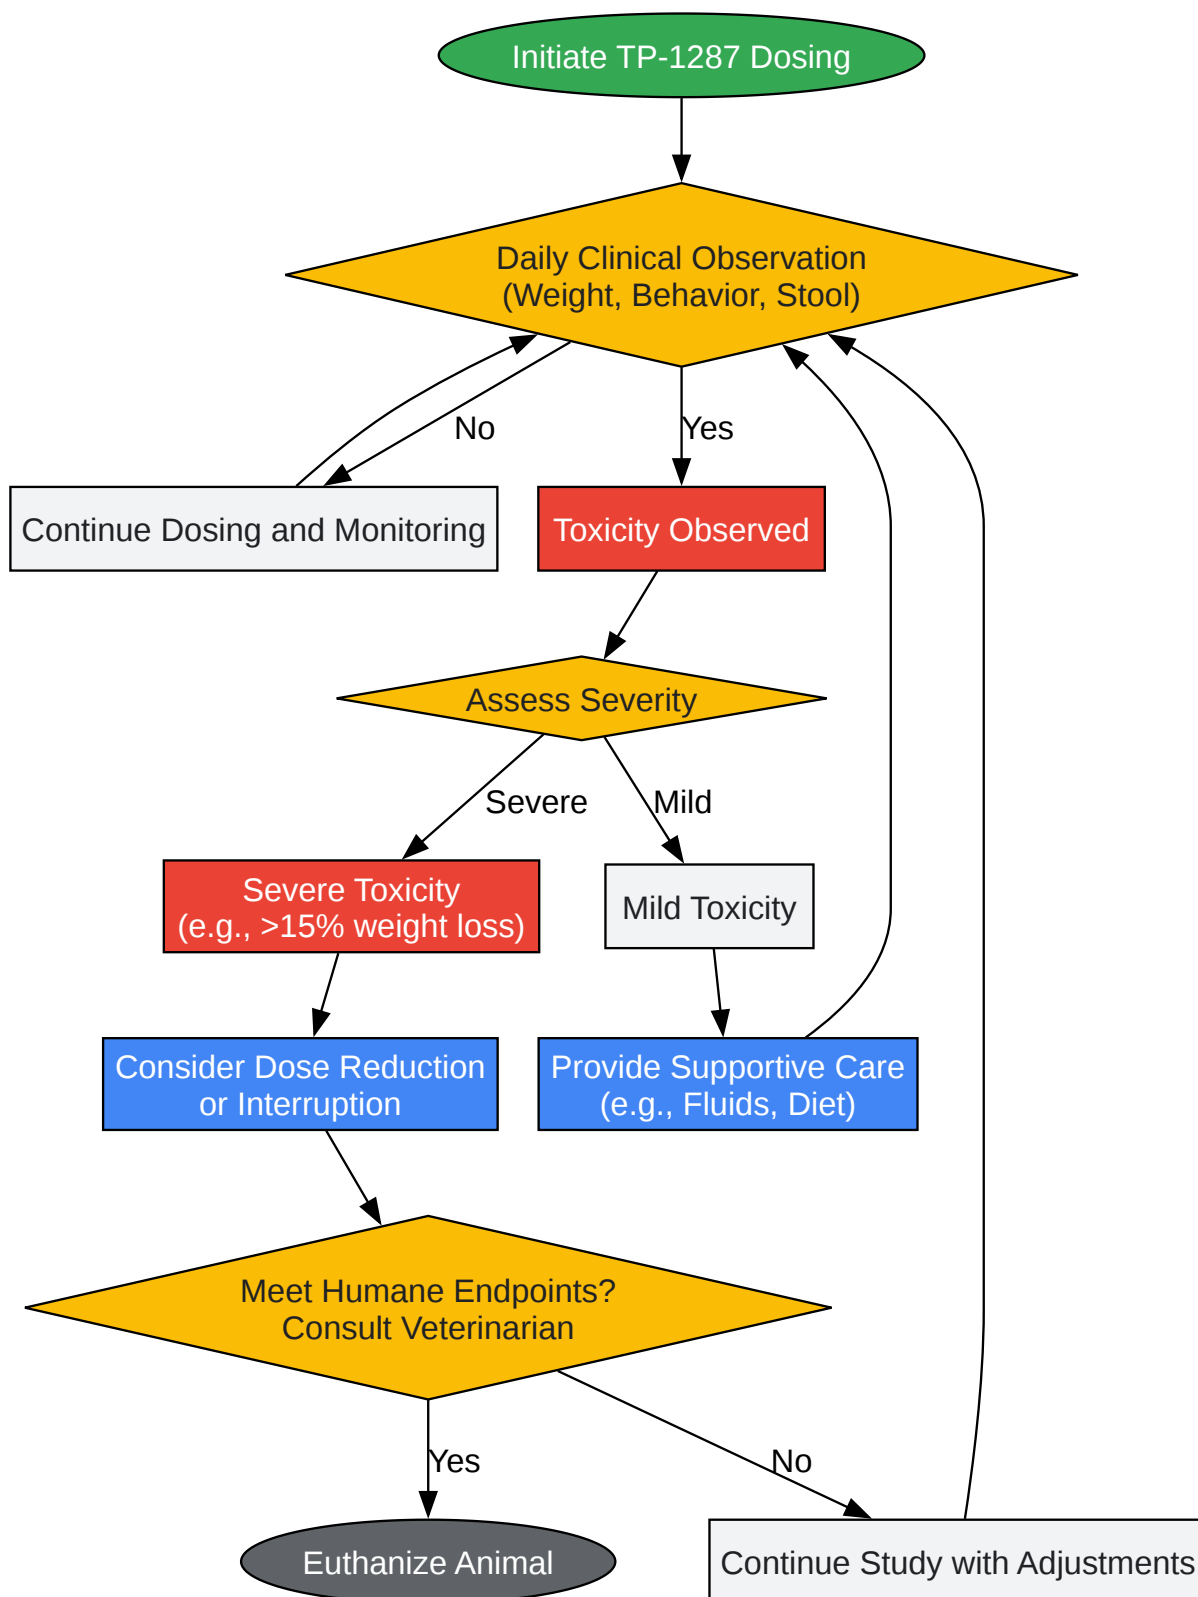 Initiate TP-1287 Dosing
Daily Clinical Observation
(Weight, Behavior, Stool)
No
Yes
Continue Dosing and Monitoring
Toxicity Observed
Assess Severity
Severe
Mild
Severe Toxicity
(e.g., >15% weight loss)
Mild Toxicity
Consider Dose Reduction
or Interruption
Provide Supportive Care
(e.g., Fluids, Diet)
Meet Humane Endpoints?
Consult Veterinarian
Yes
No
Euthanize Animal
Continue Study with Adjustments